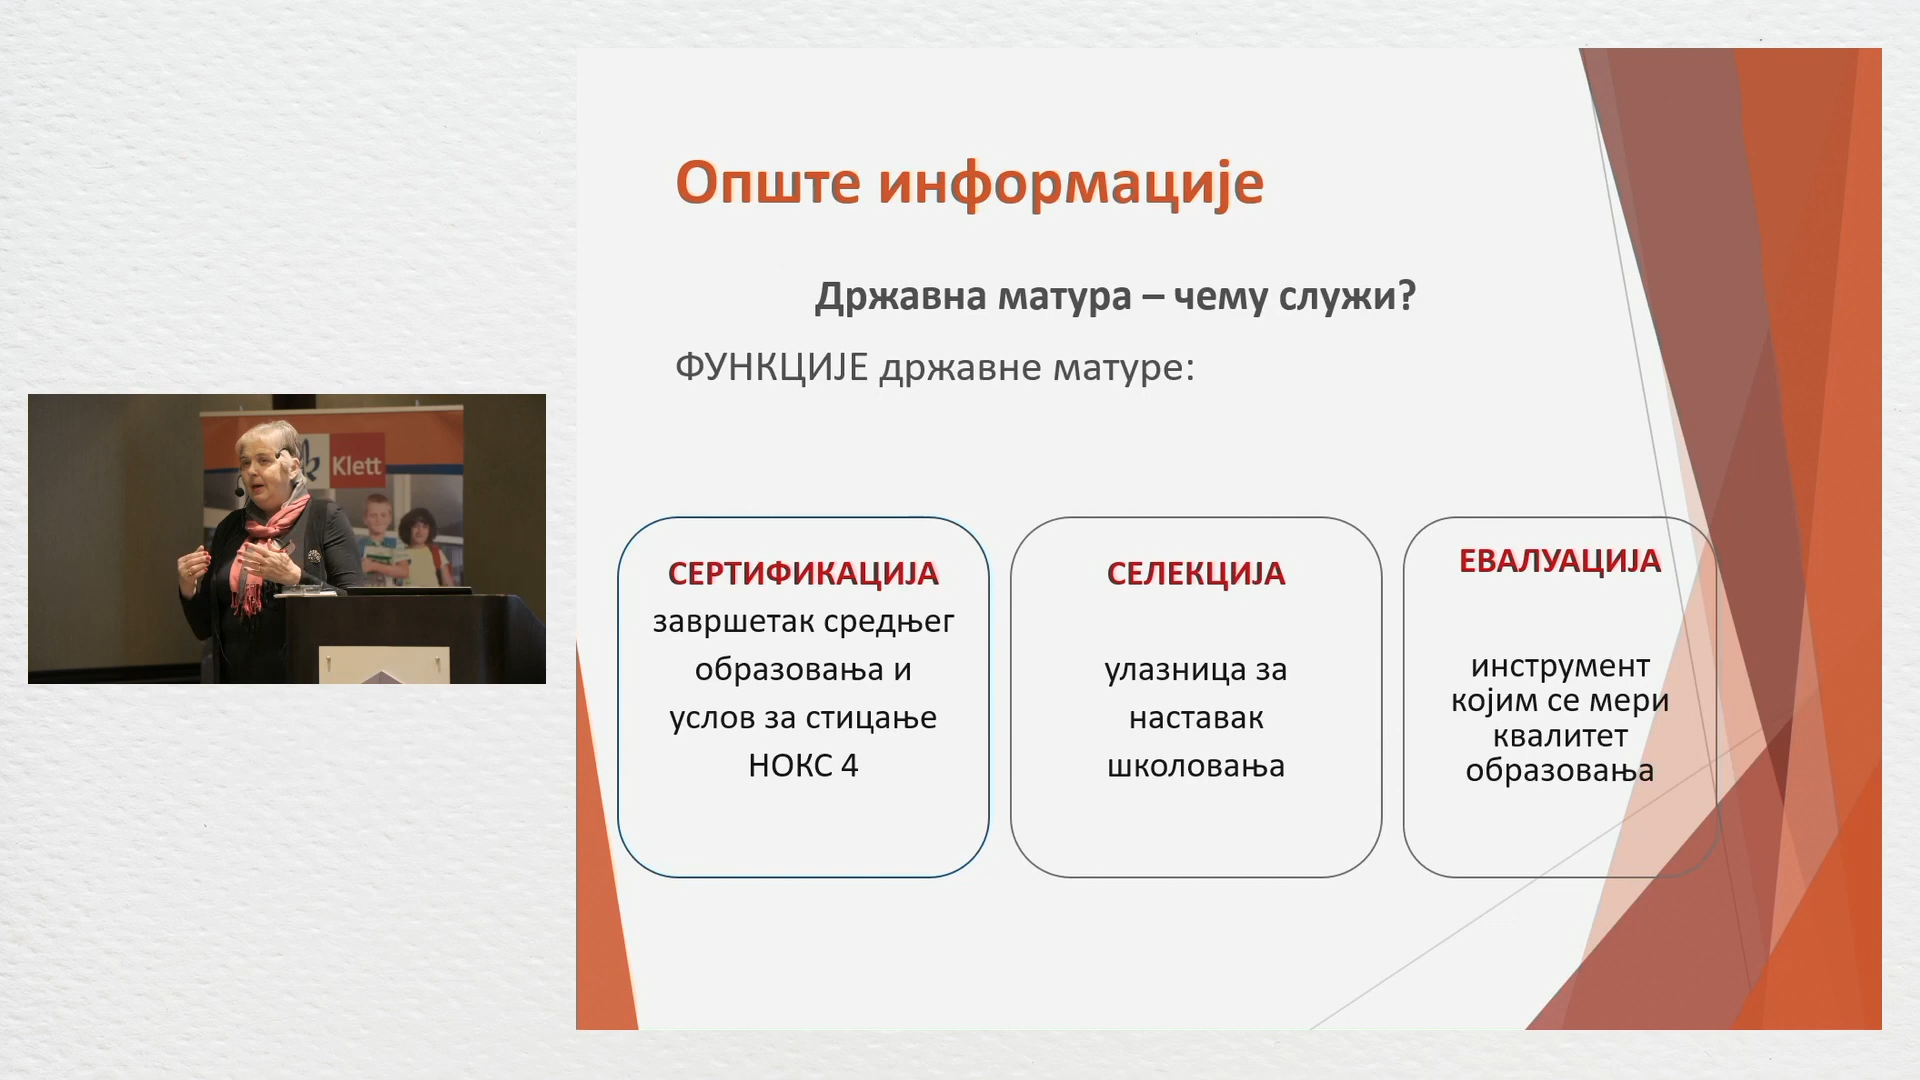 Опште информације
Државна матура – чему служи?
ФУНКЦИЈЕ државне матуре:
СЕРТИФИКАЦИЈА
завршетак средњег
образовања и
услов за стицање
НОКС 4
СЕЛЕКЦИЈА
улазница за
наставак
школовања
ЕВАЛУАЦИЈА
инструмент
којим се мери
квалитет
образовања
Klett